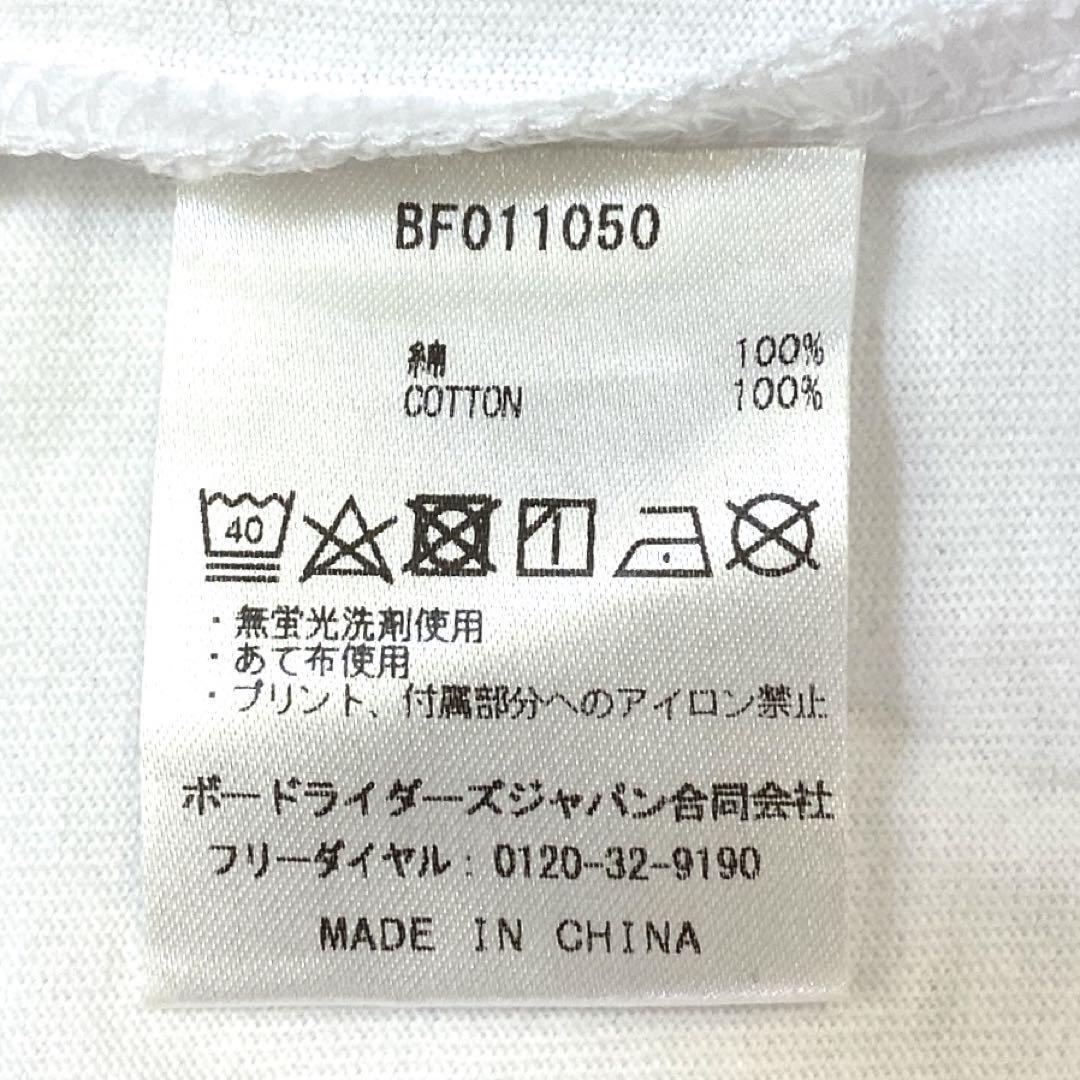 BF011050
綿 100%
COTTON 100%
40
・無蛍光洗剤使用
・あて布使用
・プリント、付属部分へのアイロン禁止
ボードライダーズジャパン合同会社
フリーダイヤル：0120-32-9190
MADE IN CHINA